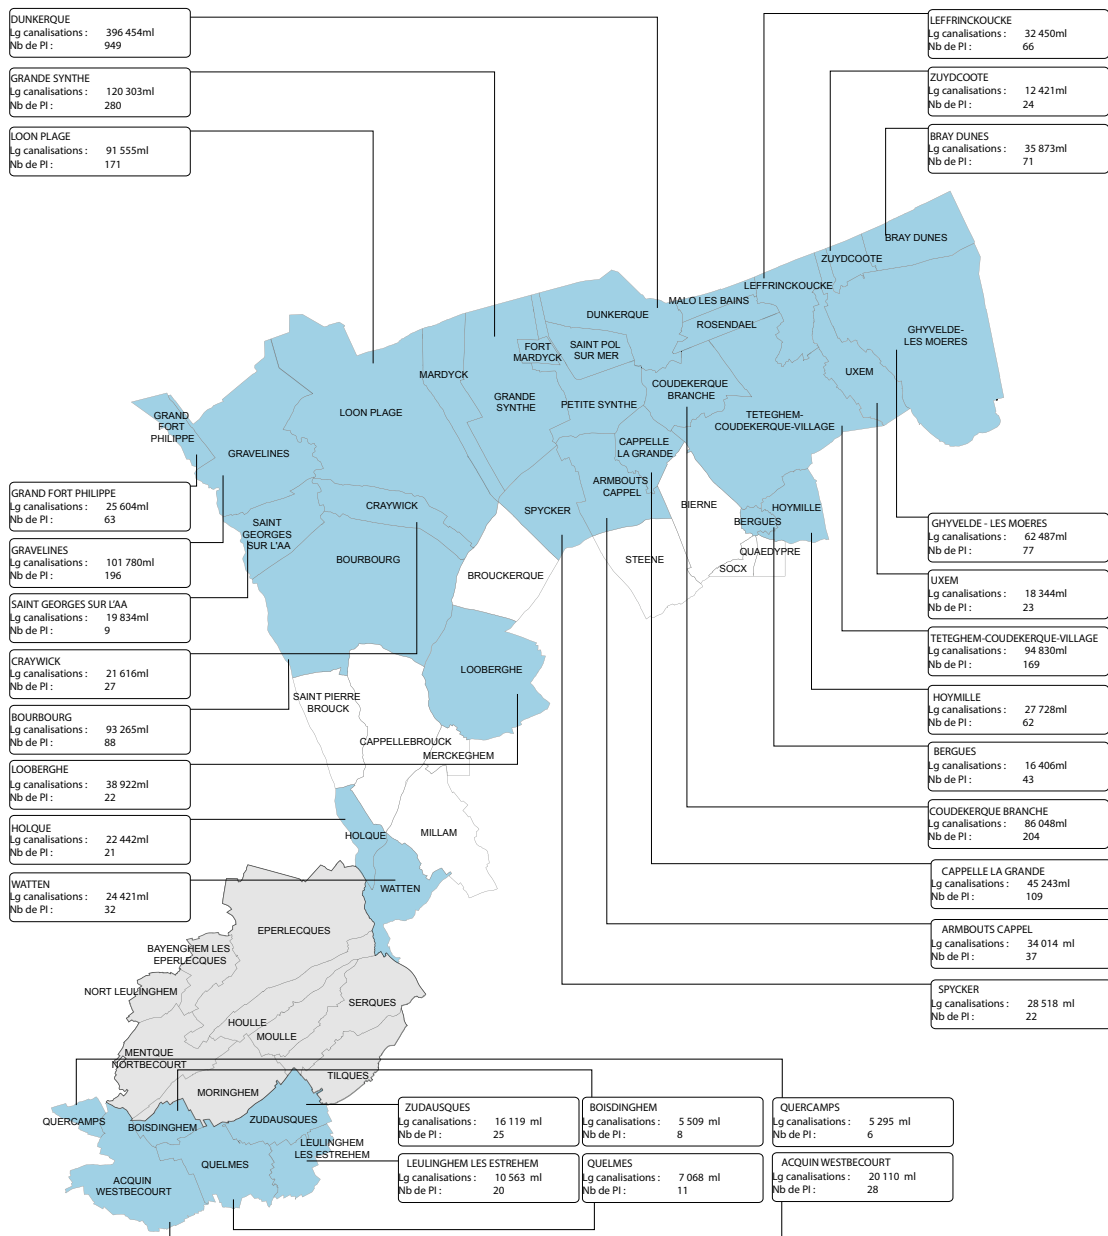 DUNKERQUE
Lg canalisations : 396 454ml
Nb de PI : 949
GRANDE SYNTHE
Lg canalisations : 120 303ml
Nb de PI : 280
LOON PLAGE
Lg canalisations : 91 555ml
Nb de PI : 171
LEFFRINCKOUCKE
Lg canalisations : 32 450ml
Nb de PI : 66
ZUYDCOOTE
Lg canalisations : 12 421ml
Nb de PI : 24
BRAY DUNES
Lg canalisations : 35 873ml
Nb de PI : 71
BRAY DUNES
ZUYDCOOTE
LEFFRINCKOUCKE
MALO LES BAINS
DUNKERQUE
ROSENDAEL
GHYVELDE-
LES MOERES
FORT
MARDYCK
SAINT POL
SUR MER
MARDYCK
UXEM
COUDEKERQUE
BRANCHE
GRANDE
SYNTHE
PETITE SYNTHE
LOON PLAGE
TETEGHEM-
COUDEKERQUE-VILLAGE
GRAND
FORT
PHILIPPE
GRAVELINES
CAPPELLE
LA GRANDE
ARMBOUTS
CAPPEL
BIERNE
HOYMILLE
BERGUES
SPYCKER
CRAYWICK
SAINT
GEORGES
SUR L'AA
BOURBOURG
STEENE
QUAEDYPRE
SOCX
BROUCKERQUE
LOOBERGHE
SAINT PIERRE
BROUCK
CAPPELLEBROUCK
MERCKEGHEM
HOLQUE
MILLAM
WATTEN
GRAND FORT PHILIPPE
Lg canalisations : 25 604ml
Nb de PI : 63
GRAVELINES
Lg canalisations : 101 780ml
Nb de PI : 196
SAINT GEORGES SUR L'AA
Lg canalisations : 19 834ml
Nb de PI : 9
CRAYWICK
Lg canalisations : 21 616ml
Nb de PI : 27
BOURBOURG
Lg canalisations : 93 265ml
Nb de PI : 88
LOOBERGHE
Lg canalisations : 38 922ml
Nb de PI : 22
HOLQUE
Lg canalisations : 22 442ml
Nb de PI : 21
WATTEN
Lg canalisations : 24 421ml
Nb de PI : 32
GHYVELDE - LES MOERES
Lg canalisations : 62 487ml
Nb de PI : 77
UXEM
Lg canalisations : 18 344ml
Nb de PI : 23
TETEGHEM-COUDEKERQUE-VILLAGE
Lg canalisations : 94 830ml
Nb de PI : 169
HOYMILLE
Lg canalisations : 27 728ml
Nb de PI : 62
BERGUES
Lg canalisations : 16 406ml
Nb de PI : 43
COUDEKERQUE BRANCHE
Lg canalisations : 86 048ml
Nb de PI : 204
CAPPELLE LA GRANDE
Lg canalisations : 45 243ml
Nb de PI : 109
ARMBOUTS CAPPEL
Lg canalisations : 34 014 ml
Nb de PI : 37
SPYCKER
Lg canalisations : 28 518 ml
Nb de PI : 22
EPERLECQUES
BAYENGHEM LES
EPERLECQUES
NORT LEULINGHEM
SERQUES
HOULLE
MOULLE
MENTQUE
NORTBECOURT
TILQUES
MORINGHEM
QUERCAMPS
BOISDINGHEM
ZUDAUSQUES
LEULINGHEM
LES ESTREHEM
QUELMES
ACQUIN
WESTBECOURT
ZUDAUSQUES
Lg canalisations : 16 119 ml
Nb de PI : 25
BOISDINGHEM
Lg canalisations : 5 509 ml
Nb de PI : 8
QUERCAMPS
Lg canalisations : 5 295 ml
Nb de PI : 6
LEULINGHEM LES ESTREHEM
Lg canalisations : 10 563 ml
Nb de PI : 20
QUELMES
Lg canalisations : 7 068 ml
Nb de PI : 11
ACQUIN WESTBECOURT
Lg canalisations : 20 110 ml
Nb de PI : 28